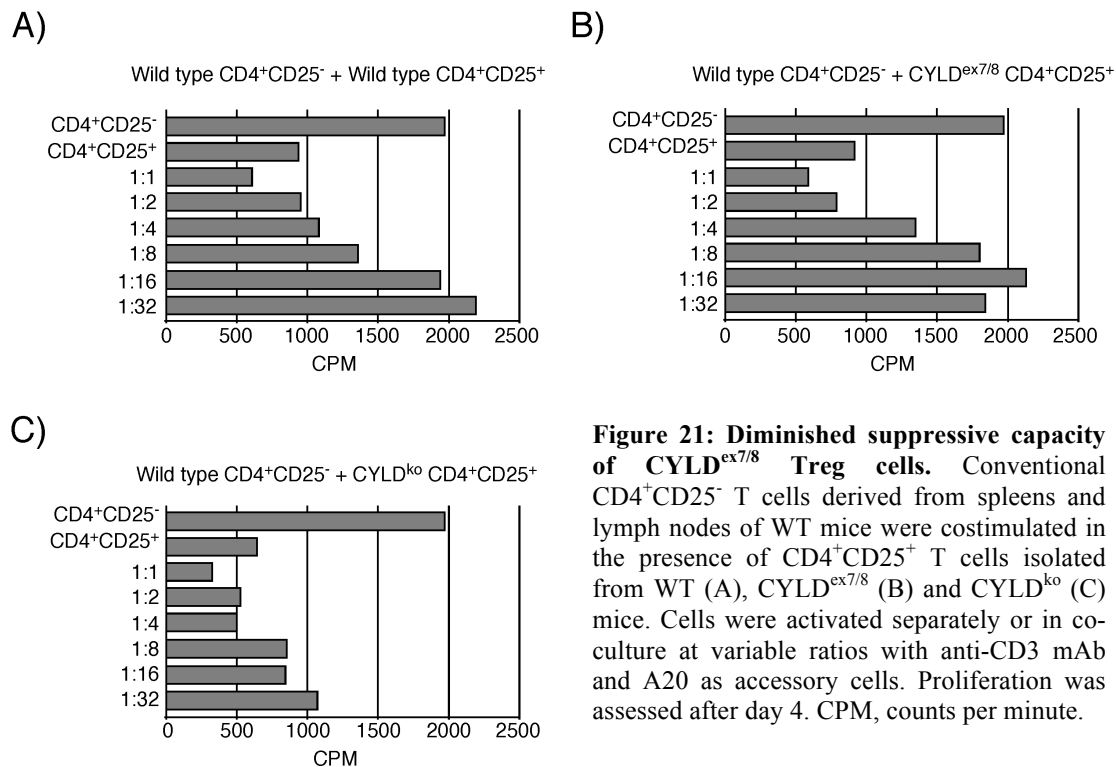 A)
Wild type CD4⁺CD25⁻ + Wild type CD4⁺CD25⁺
CD4⁺CD25⁻
CD4⁺CD25⁺
1:1
1:2
1:4
1:8
1:16
1:32
0 500 1000 1500 2000 2500
CPM
B)
Wild type CD4⁺CD25⁻ + CYLDᵉˣ⁷/⁸ CD4⁺CD25⁺
CD4⁺CD25⁻
CD4⁺CD25⁺
1:1
1:2
1:4
1:8
1:16
1:32
0 500 1000 1500 2000 2500
CPM
C)
Wild type CD4⁺CD25⁻ + CYLDᵏᵒ CD4⁺CD25⁺
CD4⁺CD25⁻
CD4⁺CD25⁺
1:1
1:2
1:4
1:8
1:16
1:32
0 500 1000 1500 2000 2500
CPM
Figure 21: Diminished suppressive capacity
of CYLDᵉˣ⁷/⁸ Treg cells. Conventional
CD4⁺CD25⁻ T cells derived from spleens and
lymph nodes of WT mice were costimulated in
the presence of CD4⁺CD25⁺ T cells isolated
from WT (A), CYLDᵉˣ⁷/⁸ (B) and CYLDᵏᵒ (C)
mice. Cells were activated separately or in co-
culture at variable ratios with anti-CD3 mAb
and A20 as accessory cells. Proliferation was
assessed after day 4. CPM, counts per minute.